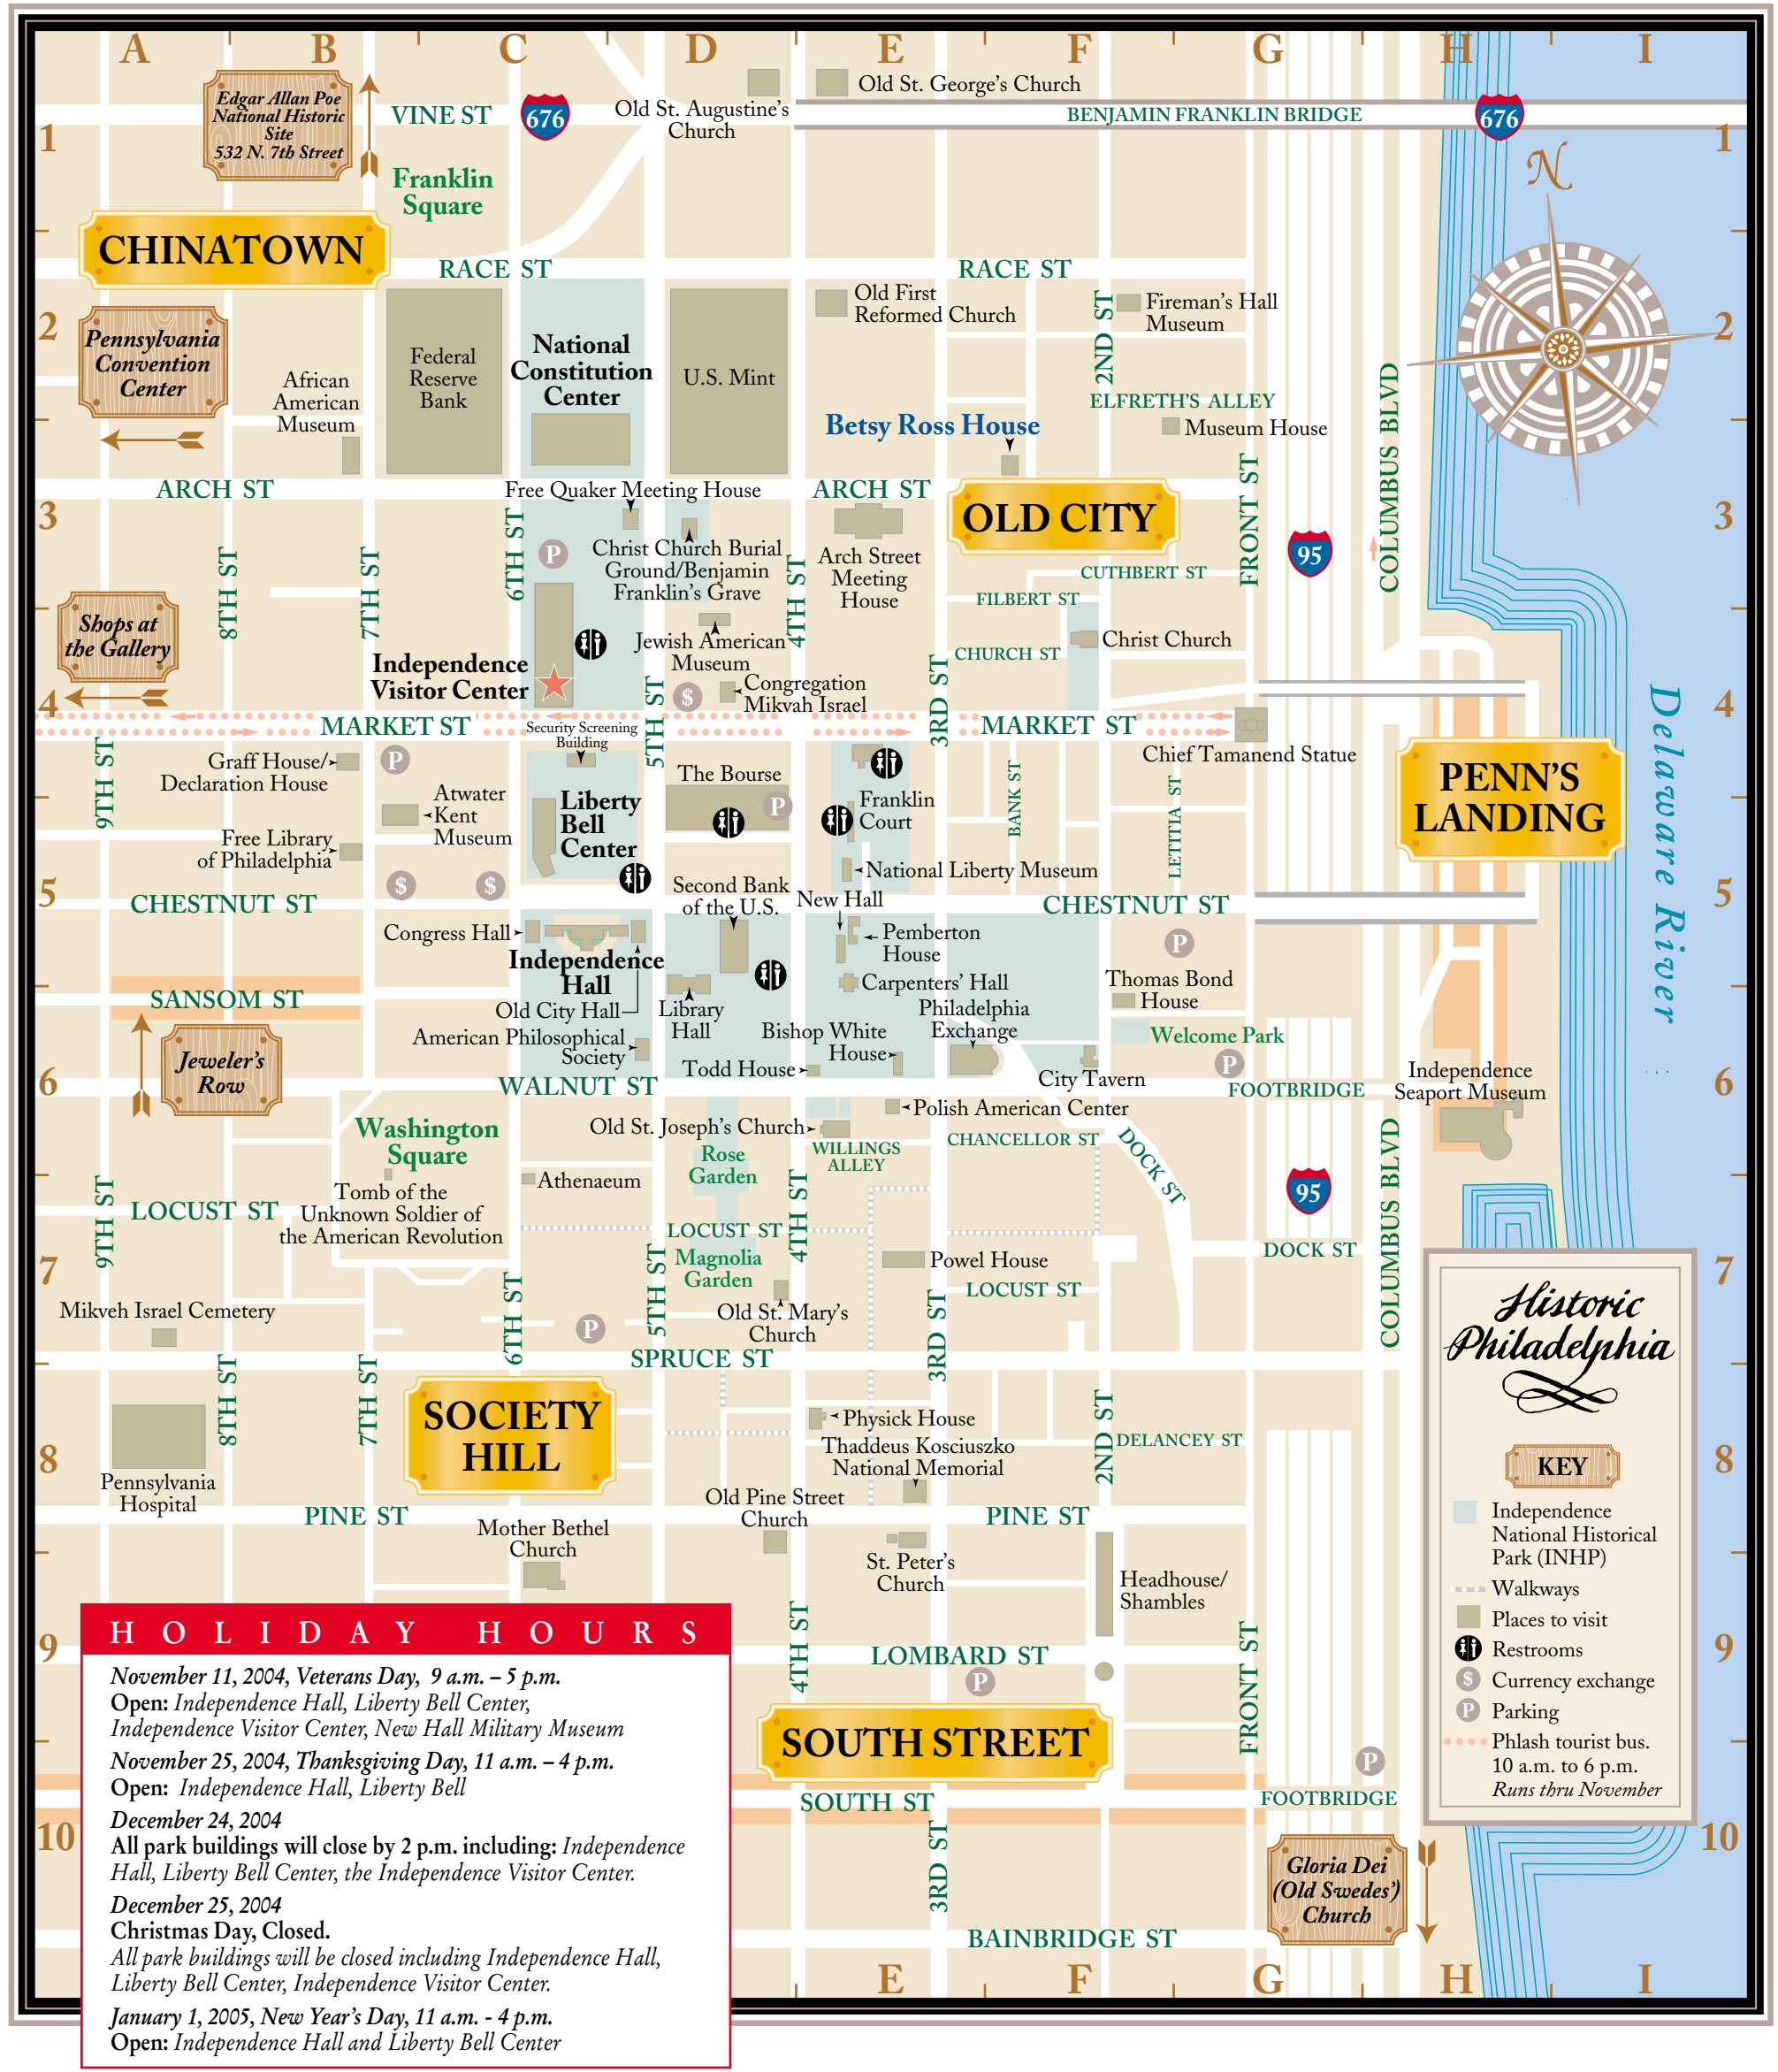 A B C D E F G H I
Edgar Allan Poe
National Historic
Site
532 N. 7th Street
VINE ST
676
Old St. Augustine's
Church
Old St. George's Church
BENJAMIN FRANKLIN BRIDGE
676
1
1
N
Franklin
Square
CHINATOWN
RACE ST
RACE ST
2
2
Pennsylvania
Convention
Center
African
American
Museum
Federal
Reserve
Bank
National
Constitution
Center
U.S. Mint
Old First
Reformed Church
2ND ST
Fireman's Hall
Museum
ELFRETH'S ALLEY
Museum House
Betsy Ross House
COLUMBUS BLVD
ARCH ST
Free Quaker Meeting House
ARCH ST
OLD CITY
FRONT ST
3
3
95
8TH ST
7TH ST
6TH ST
P
Christ Church Burial
Ground/Benjamin
Franklin's Grave
4TH ST
Arch Street
Meeting
House
CUTHBERT ST
FILBERT ST
Shops at
the Gallery
Jewish American
Museum
Christ Church
CHURCH ST
3RD ST
Independence
Visitor Center
5TH ST
$
Congregation
Mikvah Israel
4
4
MARKET ST
MARKET ST
Security Screening
Building
Chief Tamanend Statue
Delaware River
9TH ST
Graff House/
Declaration House
P
The Bourse
P
PENN'S
LANDING
Atwater
Kent
Museum
Liberty
Bell
Center
Franklin
Court
BANK ST
LETITIA ST
Free Library
of Philadelphia
National Liberty Museum
$
$
Second Bank
of the U.S.
New Hall
5
5
CHESTNUT ST
CHESTNUT ST
Congress Hall
Pemberton
House
P
Independence
Hall
Carpenters' Hall
Thomas Bond
House
SANSOM ST
Old City Hall
Library
Hall
Philadelphia
Exchange
American Philosophical
Society
Bishop White
House
Welcome Park
Jeweler's
Row
Todd House
City Tavern
P
Independence
Seaport Museum
6
6
WALNUT ST
FOOTBRIDGE
Polish American Center
Washington
Square
Old St. Joseph's Church
WILLINGS
ALLEY
CHANCELLOR ST
DOCK ST
COLUMBUS BLVD
Rose
Garden
Athenaeum
95
9TH ST
Tomb of the
Unknown Soldier of
the American Revolution
LOCUST ST
LOCUST ST
4TH ST
DOCK ST
7
7
Magnolia
Garden
Powel House
5TH ST
6TH ST
LOCUST ST
3RD ST
Mikveh Israel Cemetery
P
Old St. Mary's
Church
SPRUCE ST
8TH ST
7TH ST
SOCIETY
HILL
2ND ST
Physick House
DELANCEY ST
Thaddeus Kosciuszko
National Memorial
8
8
Pennsylvania
Hospital
Old Pine Street
Church
PINE ST
PINE ST
Mother Bethel
Church
St. Peter's
Church
Headhouse/
Shambles
4TH ST
FRONT ST
9
9
LOMBARD ST
P
SOUTH STREET
P
SOUTH ST
FOOTBRIDGE
10
10
3RD ST
Gloria Dei
(Old Swedes')
Church
BAINBRIDGE ST
E F G H I
Historic
Philadelphia
KEY
Independence
National Historical
Park (INHP)
Walkways
Places to visit
Restrooms
$ Currency exchange
P Parking
Phlash tourist bus.
10 a.m. to 6 p.m.
Runs thru November
HOLIDAY HOURS
November 11, 2004, Veterans Day, 9 a.m. – 5 p.m.
Open: Independence Hall, Liberty Bell Center,
Independence Visitor Center, New Hall Military Museum
November 25, 2004, Thanksgiving Day, 11 a.m. – 4 p.m.
Open: Independence Hall, Liberty Bell
December 24, 2004
All park buildings will close by 2 p.m. including: Independence
Hall, Liberty Bell Center, the Independence Visitor Center.
December 25, 2004
Christmas Day, Closed.
All park buildings will be closed including Independence Hall,
Liberty Bell Center, Independence Visitor Center.
January 1, 2005, New Year's Day, 11 a.m. - 4 p.m.
Open: Independence Hall and Liberty Bell Center